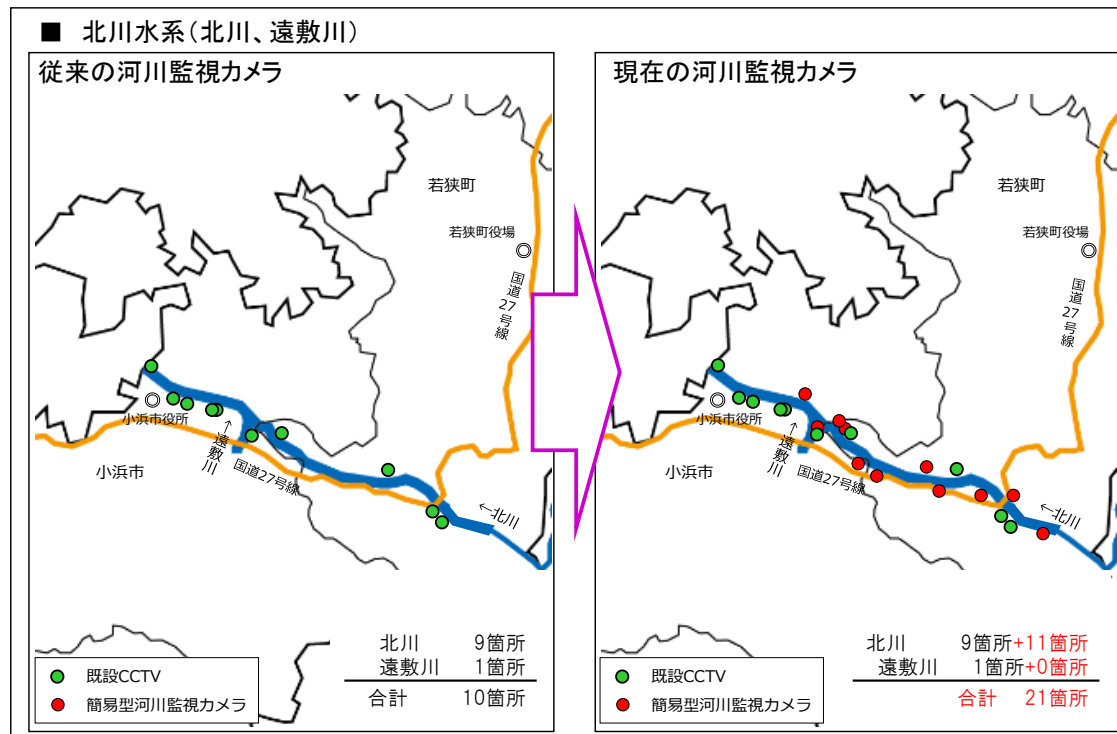 ■ 北川水系(北川、遠敷川)
従来の河川監視カメラ
若狭町
若狭町役場
国道27号線
小浜市役所
↑遠敷川
国道27号線
小浜市
←北川
北川 9箇所
遠敷川 1箇所
合計 10箇所
既設CCTV
簡易型河川監視カメラ
現在の河川監視カメラ
若狭町
若狭町役場
国道27号線
小浜市役所
↑遠敷川
国道27号線
小浜市
←北川
北川 9箇所+11箇所
遠敷川 1箇所+0箇所
合計 21箇所
既設CCTV
簡易型河川監視カメラ